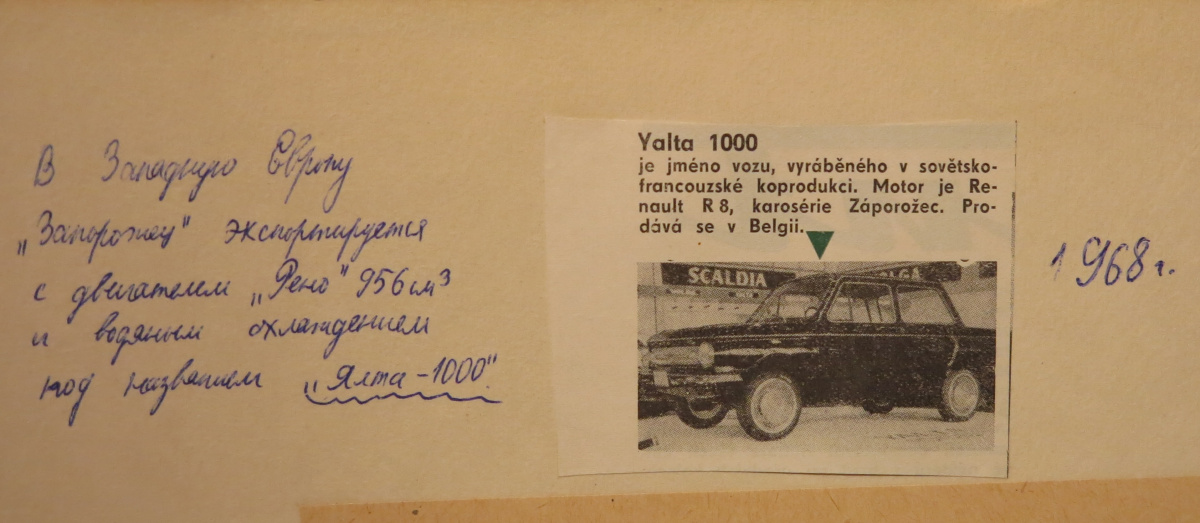 В Западную Европу
„Запорожец" экспортируется
с двигателем „Рено" 956 см³
и водяным охлаждением
под названием „Ялта-1000"
Yalta 1000
je jméno vozu, vyráběného v sovětsko-
francouzské koprodukci. Motor je Re-
nault R 8, karosérie Záporožec. Pro-
dává se v Belgii.
SCALDIA
1968 г.